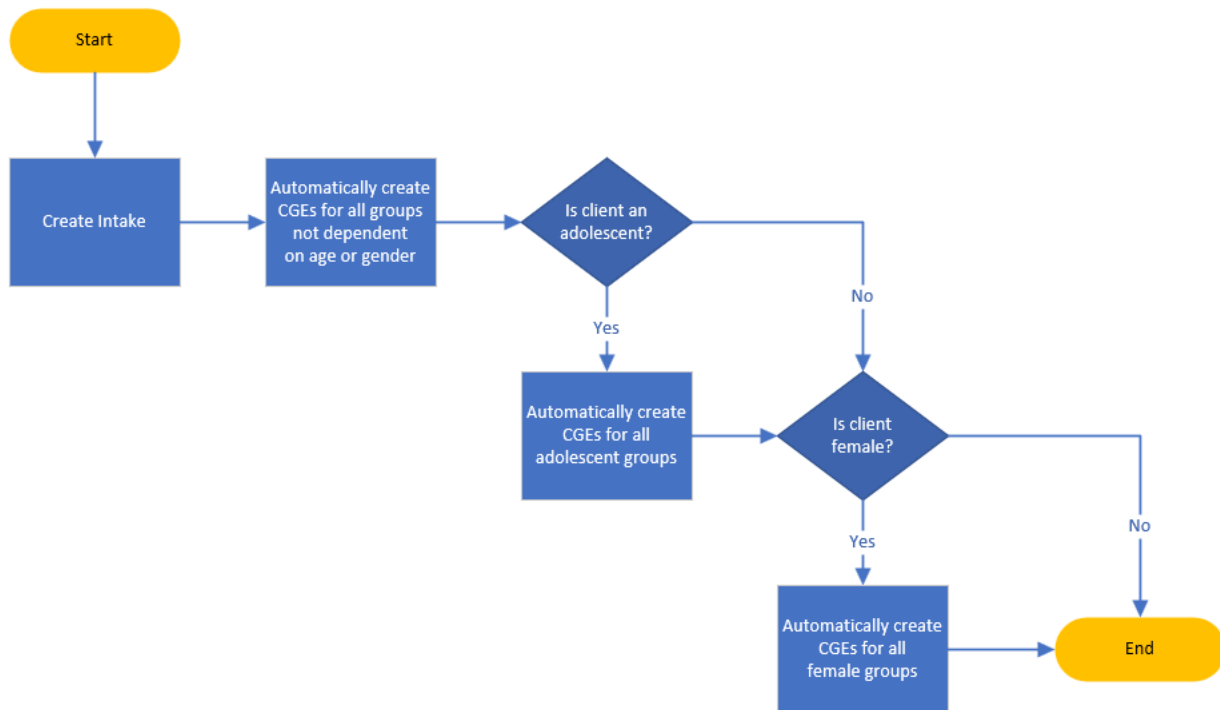 Start
Create Intake
Automatically create
CGEs for all groups
not dependent
on age or gender
Is client an
adolescent?
No
Yes
Automatically create
CGEs for all
adolescent groups
Is client
female?
No
Yes
Automatically create
CGEs for all
female groups
End